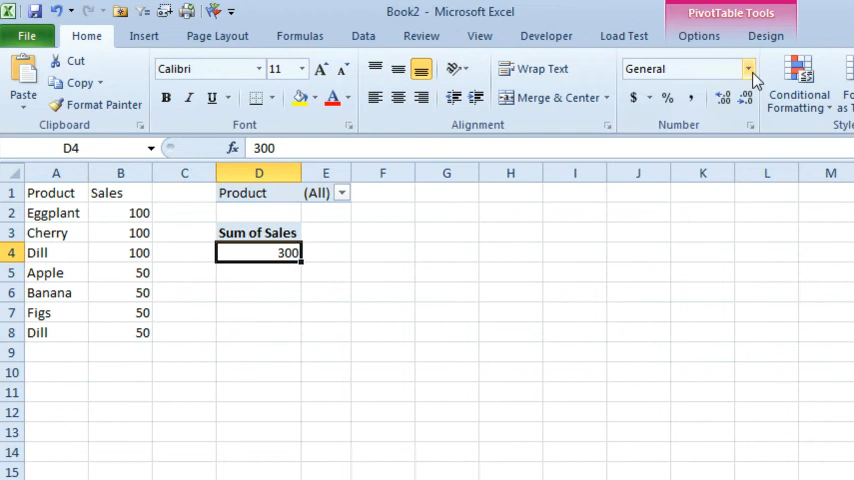 Book2 - Microsoft Excel
PivotTable Tools
File Home Insert Page Layout Formulas Data Review View Developer Load Test Options Design
Paste
Cut
Copy
Format Painter
Clipboard
Calibri 11
B I U
Font
Wrap Text
Merge & Center
Alignment
General
$ % ,
Number
Conditional
Formatting
Fo
as T
Style
D4 fx 300
A B C D E F G H I J K L M
1 Product Sales Product (All)
2 Eggplant 100
3 Cherry 100 Sum of Sales
4 Dill 100 300
5 Apple 50
6 Banana 50
7 Figs 50
8 Dill 50
9
10
11
12
13
14
15